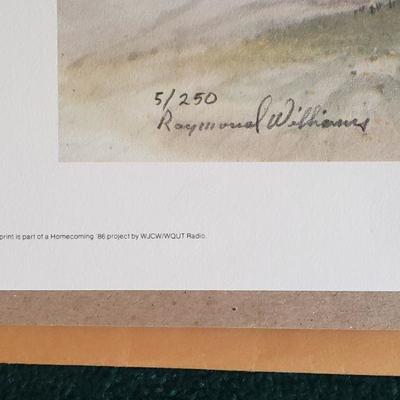 5/250
Raymond Williams
print is part of a Homecoming '86 project by WJCW/WQUT Radio.